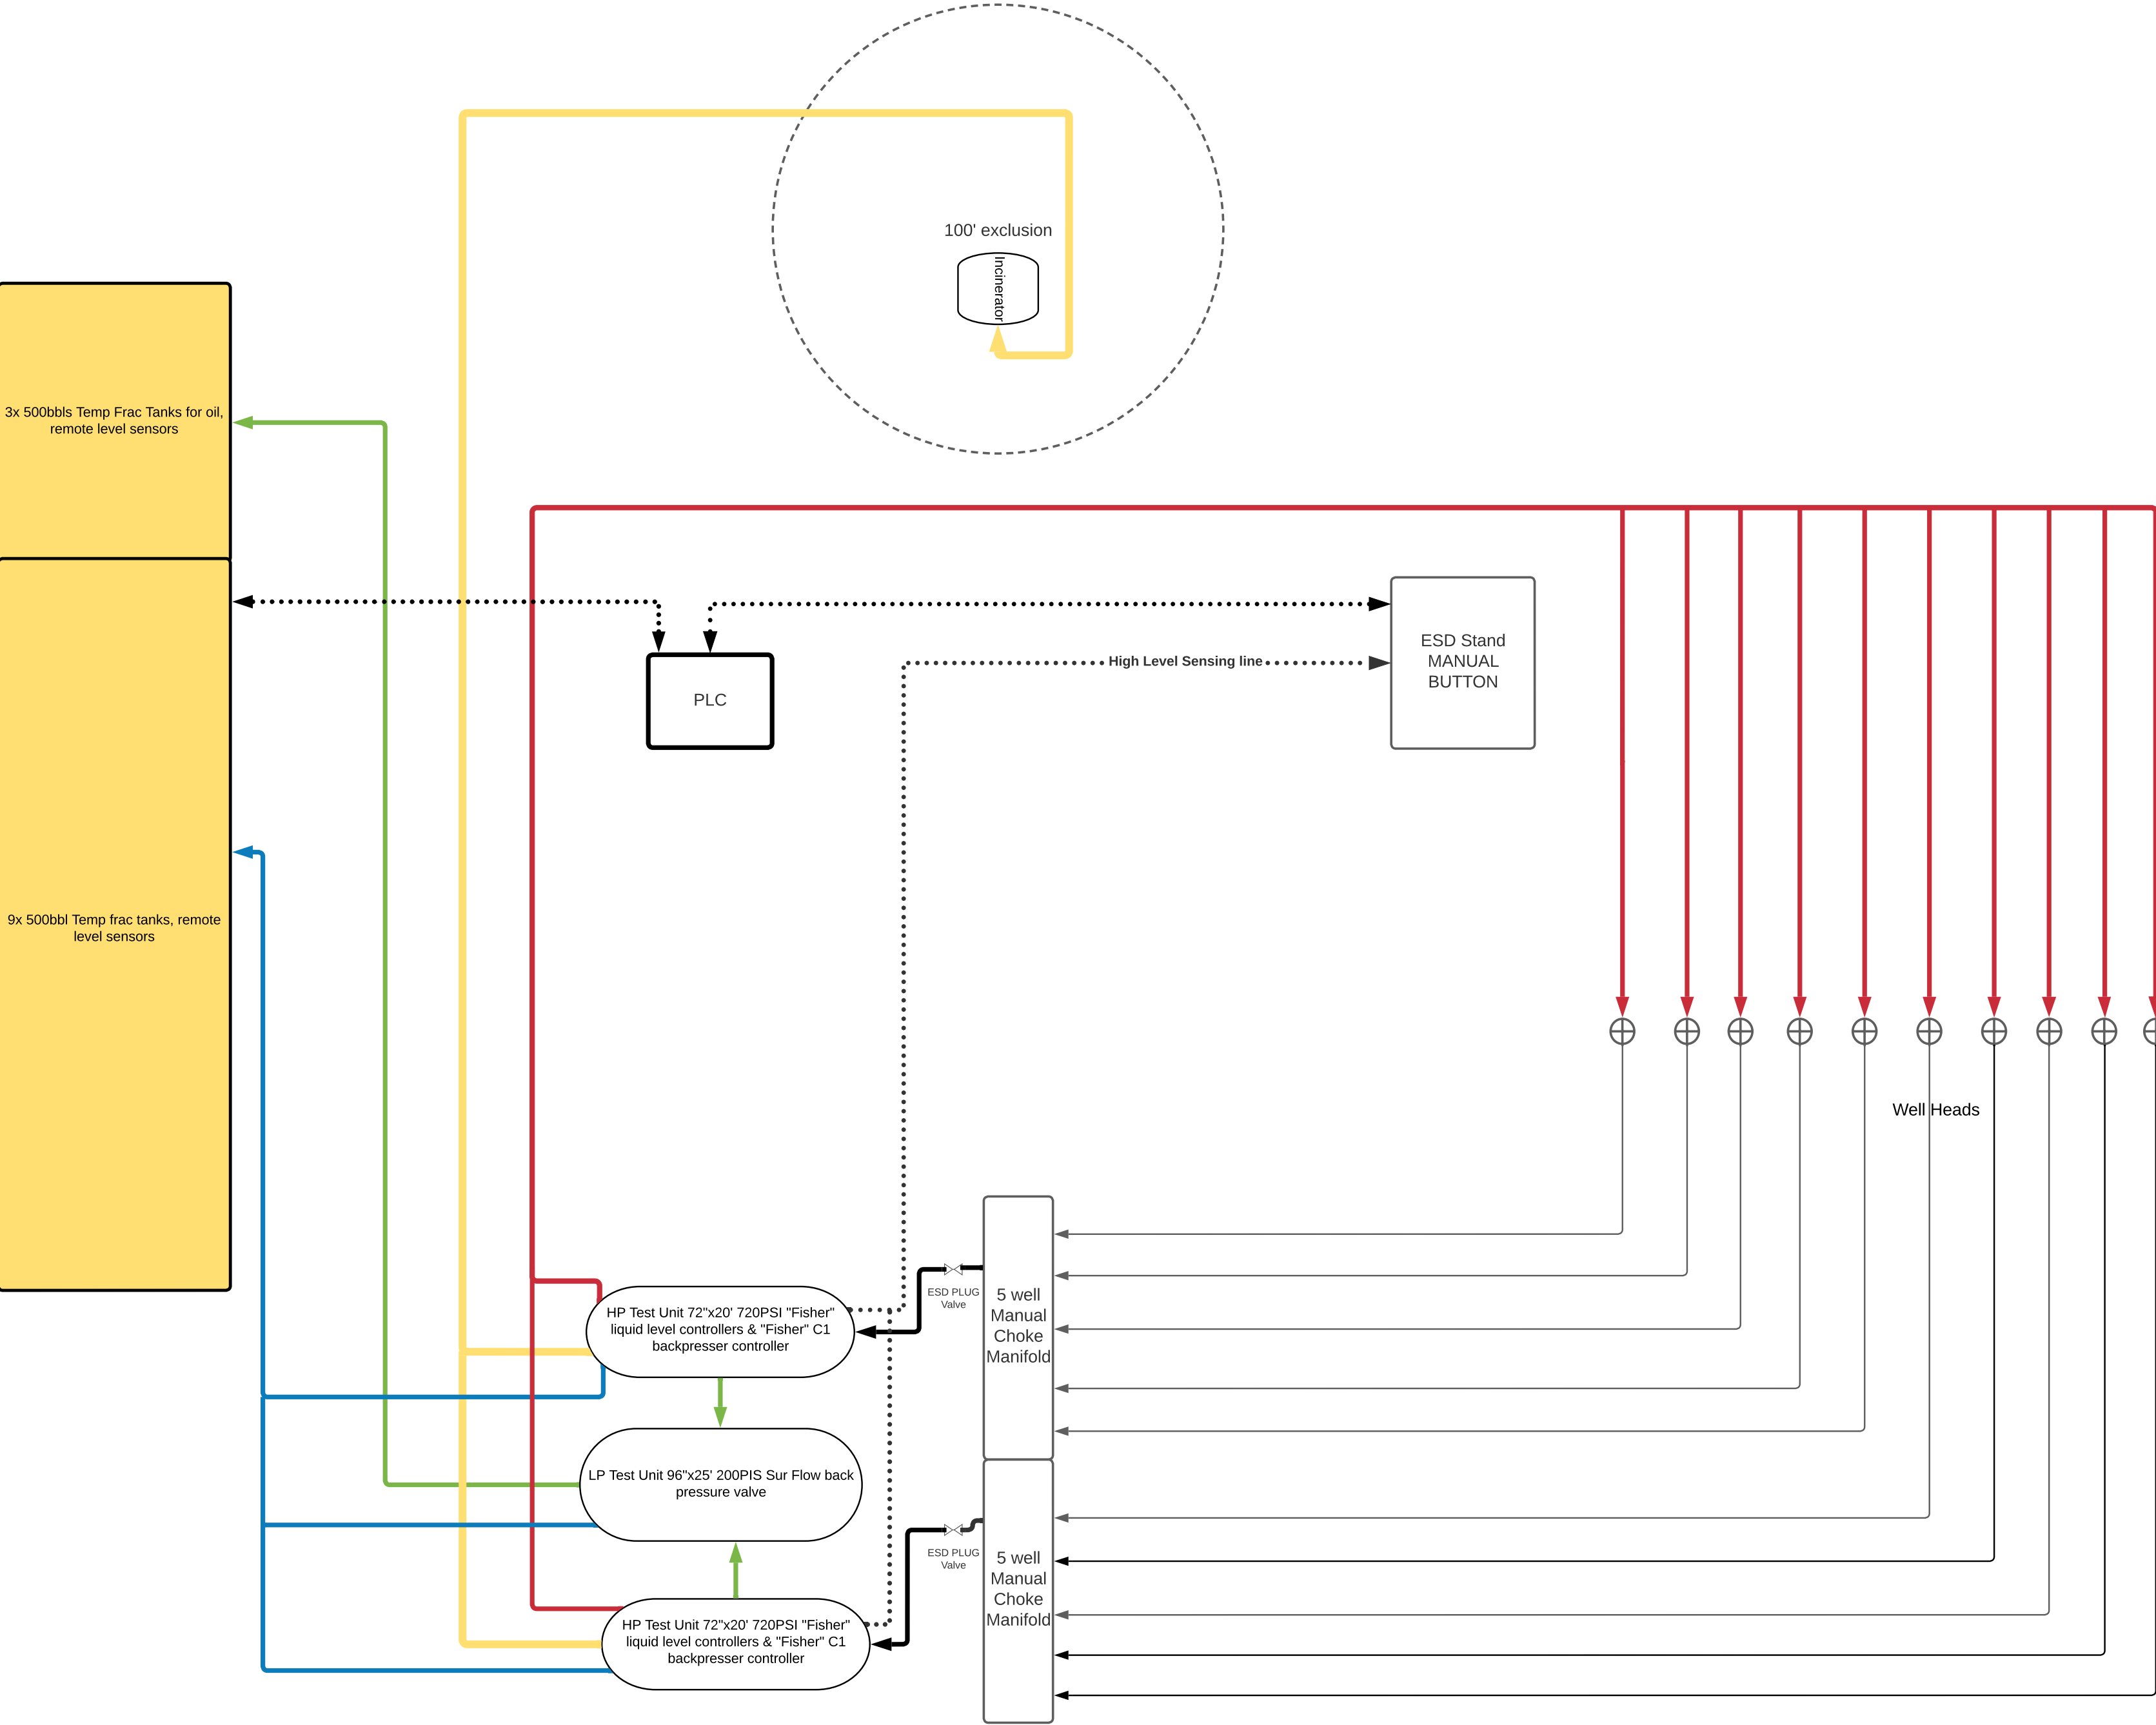 100' exclusion
Incinerator
3x 500bbls Temp Frac Tanks for oil,
remote level sensors
ESD Stand
MANUAL
BUTTON
High Level Sensing line
PLC
9x 500bbl Temp frac tanks, remote
level sensors
Well Heads
ESD PLUG
Valve
5 well
Manual
Choke
Manifold
HP Test Unit 72"x20' 720PSI "Fisher"
liquid level controllers & "Fisher" C1
backpresser controller
LP Test Unit 96"x25' 200PIS Sur Flow back
pressure valve
ESD PLUG
Valve
5 well
Manual
Choke
Manifold
HP Test Unit 72"x20' 720PSI "Fisher"
liquid level controllers & "Fisher" C1
backpresser controller